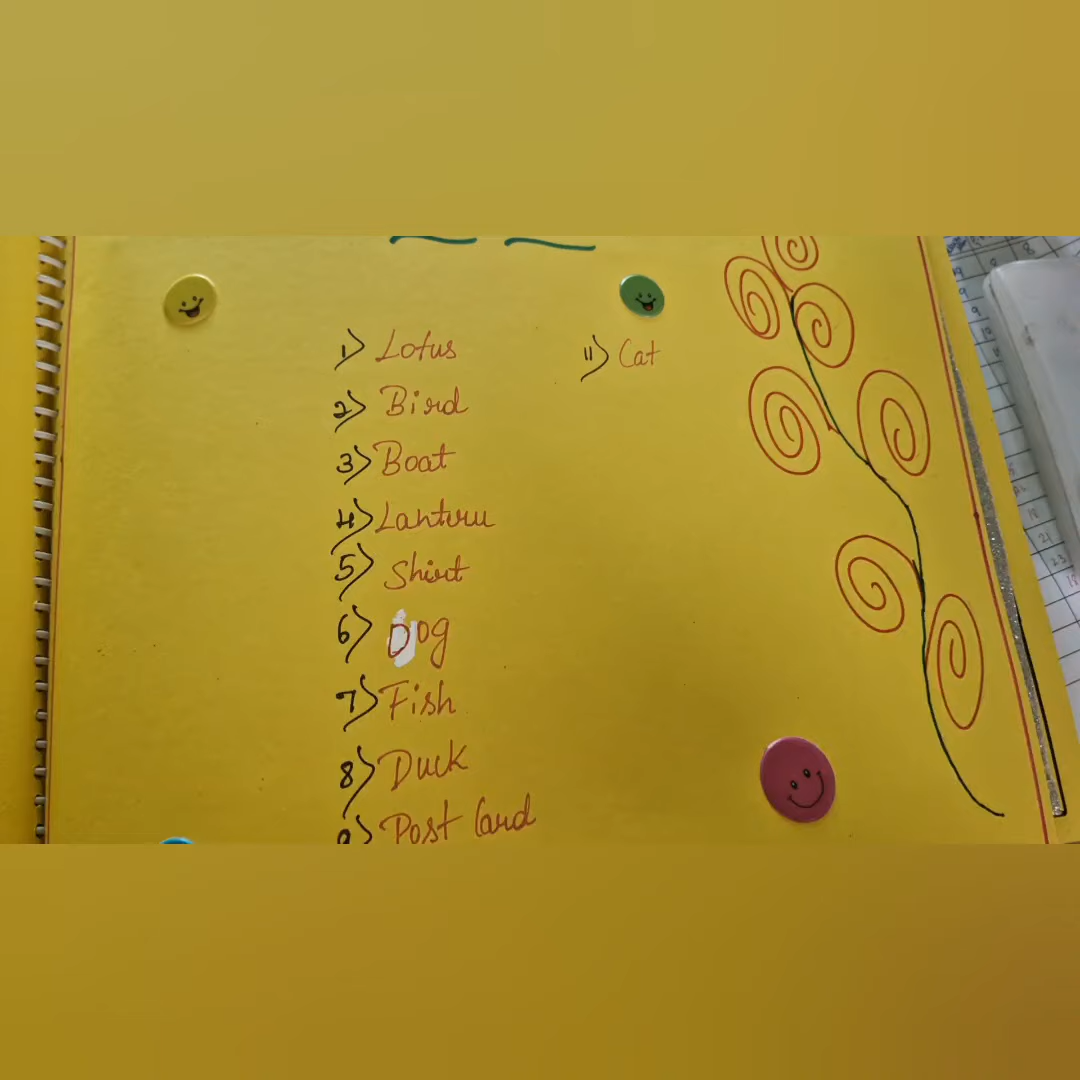 1) Lotus
2) Bird
3) Boat
4) Lantern
5) Shirt
6) Dog
7) Fish
8) Duck
9) Post Card
11) Cat